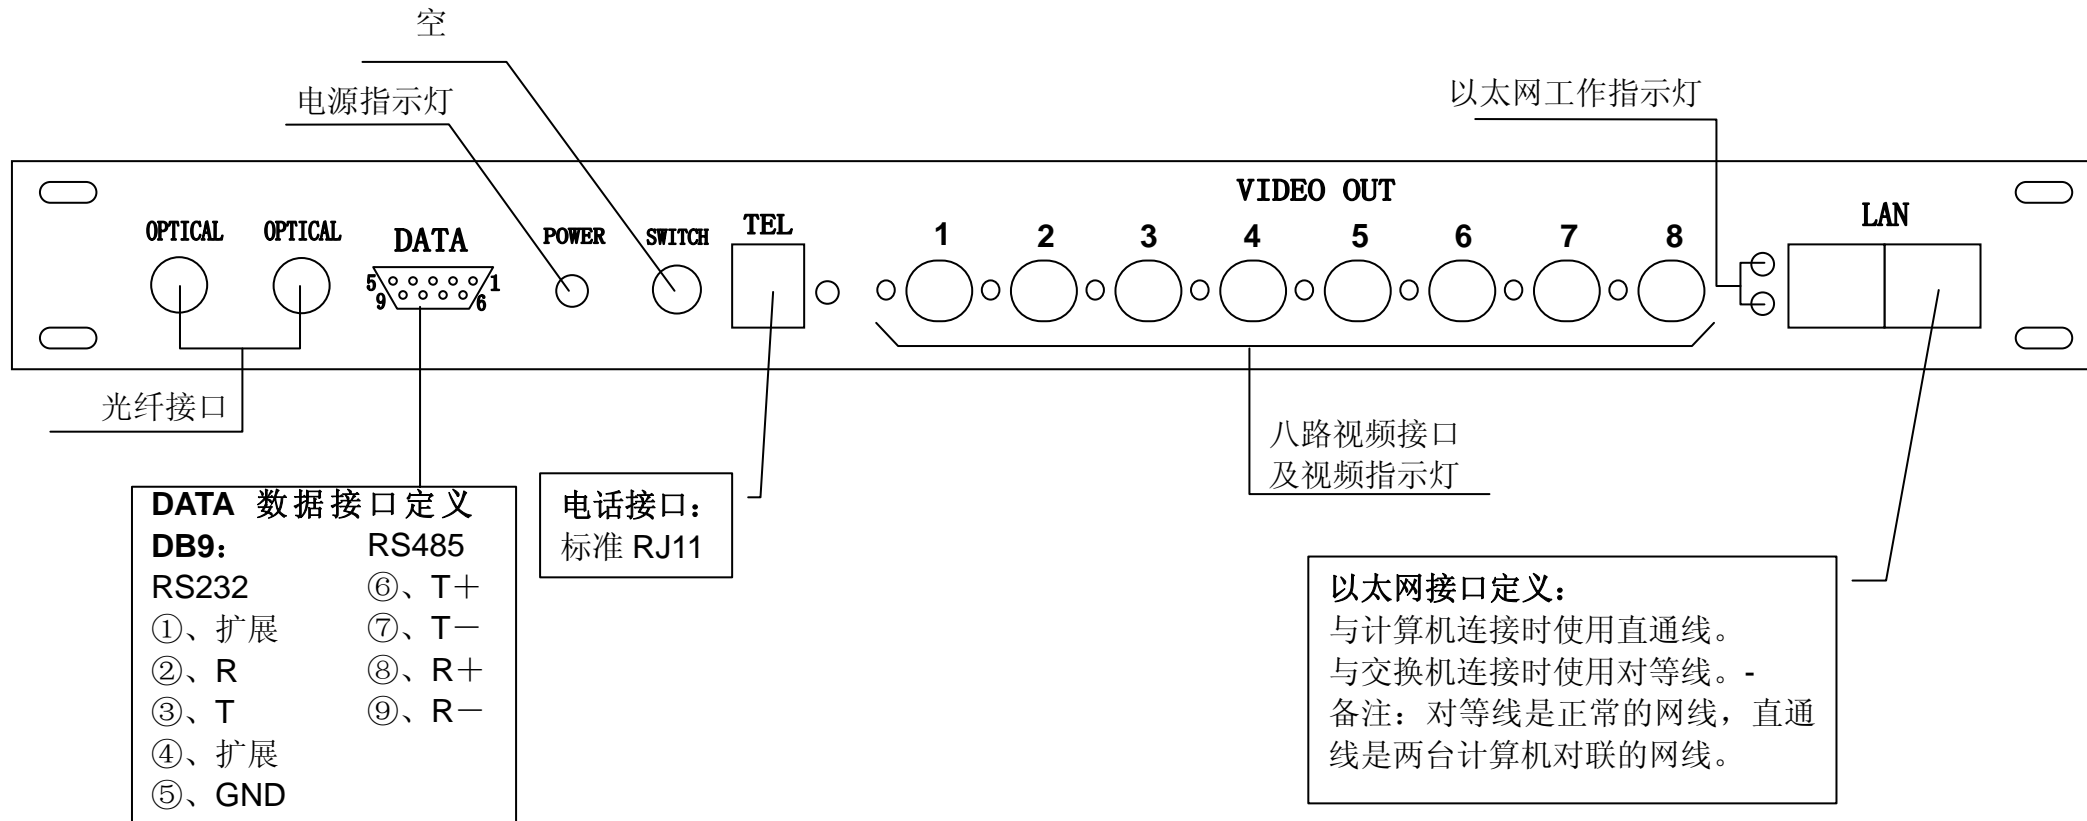 空
电源指示灯
以太网工作指示灯
VIDEO OUT
OPTICAL OPTICAL DATA POWER SWITCH TEL 1 2 3 4 5 6 7 8 LAN
5 1
9 6
光纤接口
八路视频接口
及视频指示灯
DATA 数据接口定义
DB9: RS485
RS232 ⑥、T＋
①、扩展 ⑦、T－
②、R ⑧、R＋
③、T ⑨、R－
④、扩展
⑤、GND
电话接口：
标准 RJ11
以太网接口定义：
与计算机连接时使用直通线。
与交换机连接时使用对等线。-
备注：对等线是正常的网线，直通
线是两台计算机对联的网线。